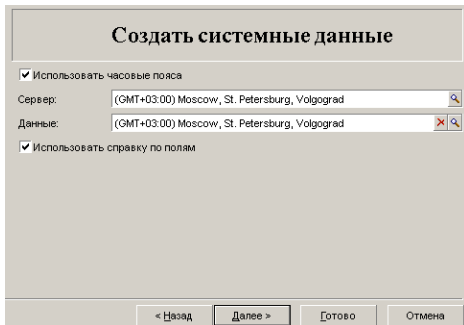 Создать системные данные
Использовать часовые пояса
Сервер: (GMT+03:00) Moscow, St. Petersburg, Volgograd
Данные: (GMT+03:00) Moscow, St. Petersburg, Volgograd
Использовать справку по полям
< Назад Далее > Готово Отмена